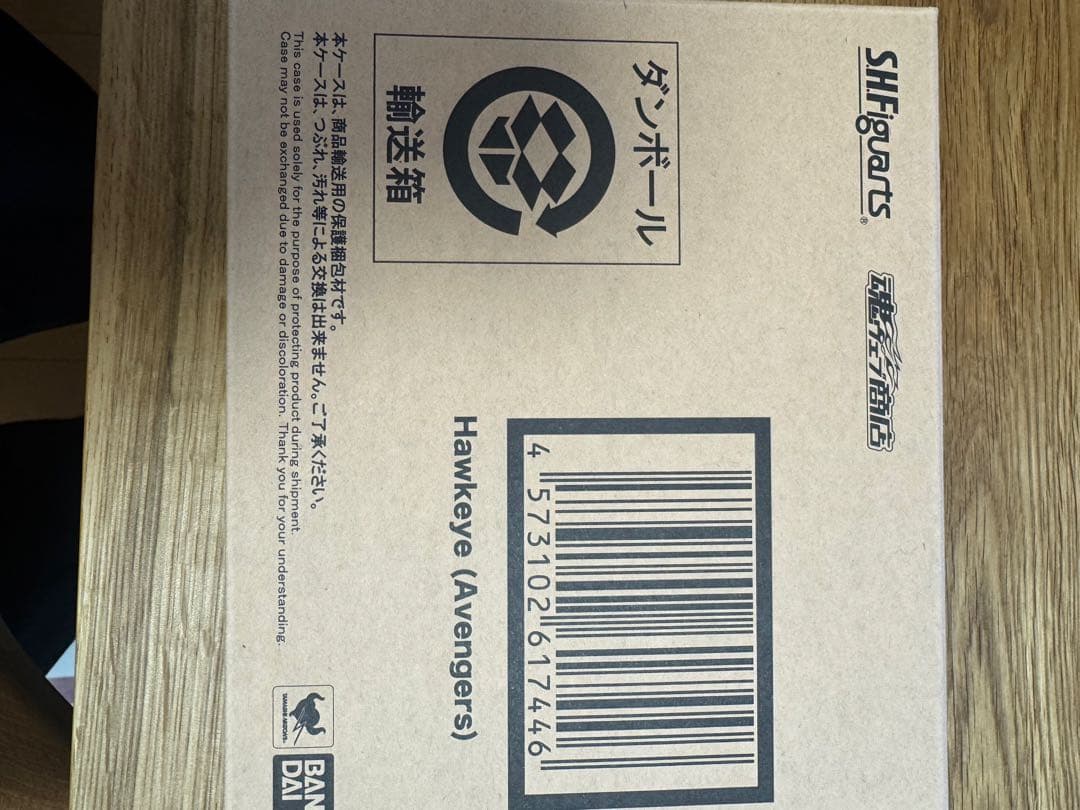 S.H.Figuarts®
魂ウェブ商店
ダンボール
輸送箱
4 573102 617446
Hawkeye (Avengers)
本ケースは、商品輸送用の保護梱包材です。
本ケースは、つぶれ、汚れ等による交換は出来ません。ご了承ください。
This case is used solely for the purpose of protecting product during shipment.
Case may not be exchanged due to damage or discoloration. Thank you for your understanding.
TAMASHII NATIONS
BAN
DAI